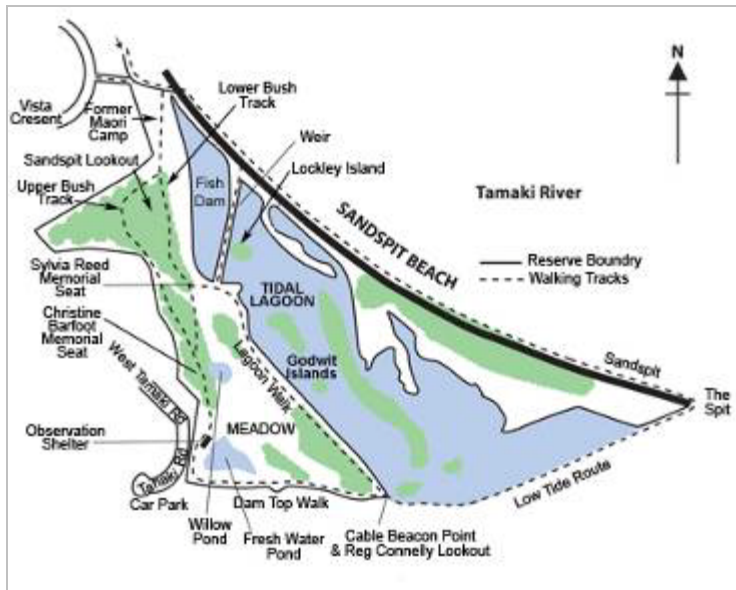 N
Lower Bush
Track
Vista
Cresent
Former
Maori
Camp
Weir
Sandspit Lookout
Lockley Island
Upper Bush
Track
Fish
Dam
Tamaki River
SANDSPIT BEACH
Reserve Boundry
Walking Tracks
Sylvia Reed
Memorial
Seat
TIDAL
LAGOON
Christine
Barfoot
Memonal
Seat
Godwit
Islands
Sandspit
The
Spit
West Tamaki Rd
Lagoon Walk
Observation
Shelter
MEADOW
Tamaki Rd
Car Park
Dam Top Walk
Low Tide Route
Willow
Pond
Fresh Water
Pond
Cable Beacon Point
& Reg Connelly Lookout